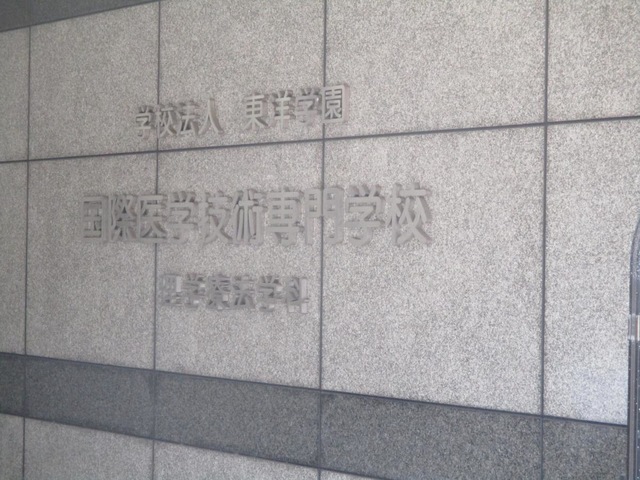 学校法人 東洋学園
国際医学技術専門学校
理学療法学科